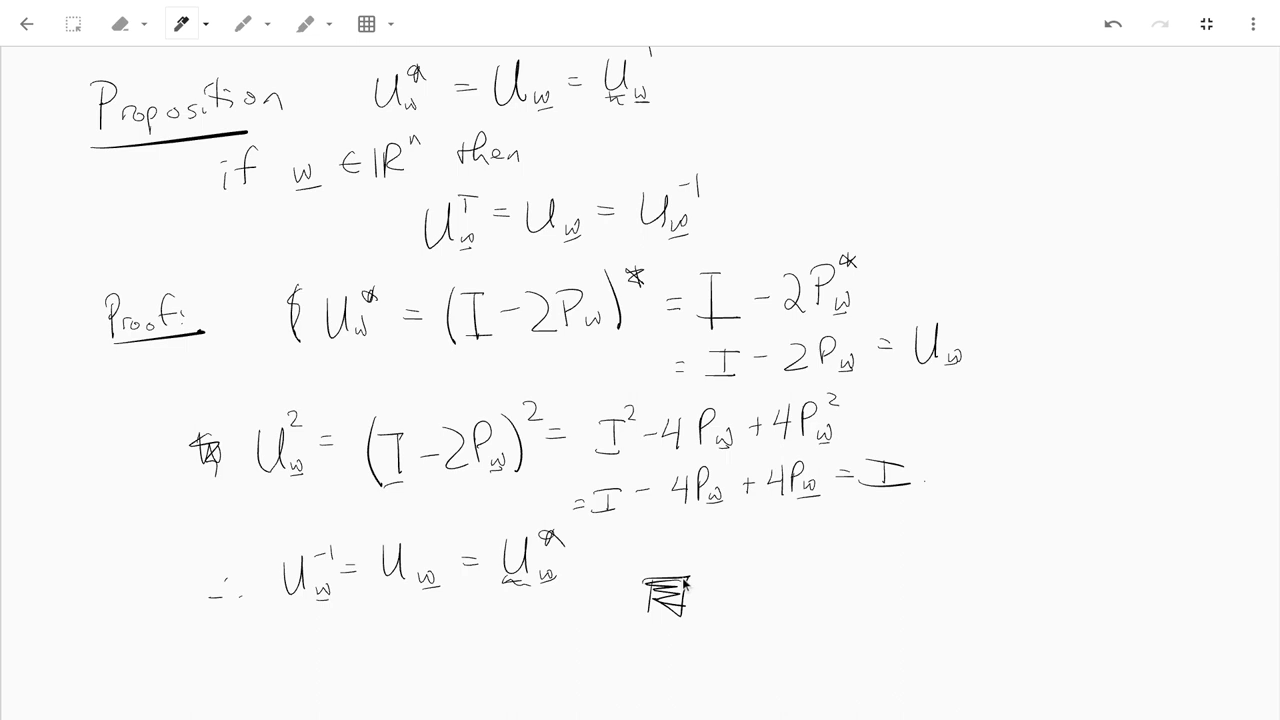 Proposition U_w^* = U_w = U_w^{-1}
if w ∈ ℝ^n then
U_w^T = U_w = U_w^{-1}
Proof: U_w^* = (I - 2P_w)^* = I - 2P_w^*
= I - 2P_w = U_w
U_w^2 = (I - 2P_w)^2 = I^2 - 4P_w + 4P_w^2
= I - 4P_w + 4P_w = I.
∴ U_w^{-1} = U_w = U_w^*